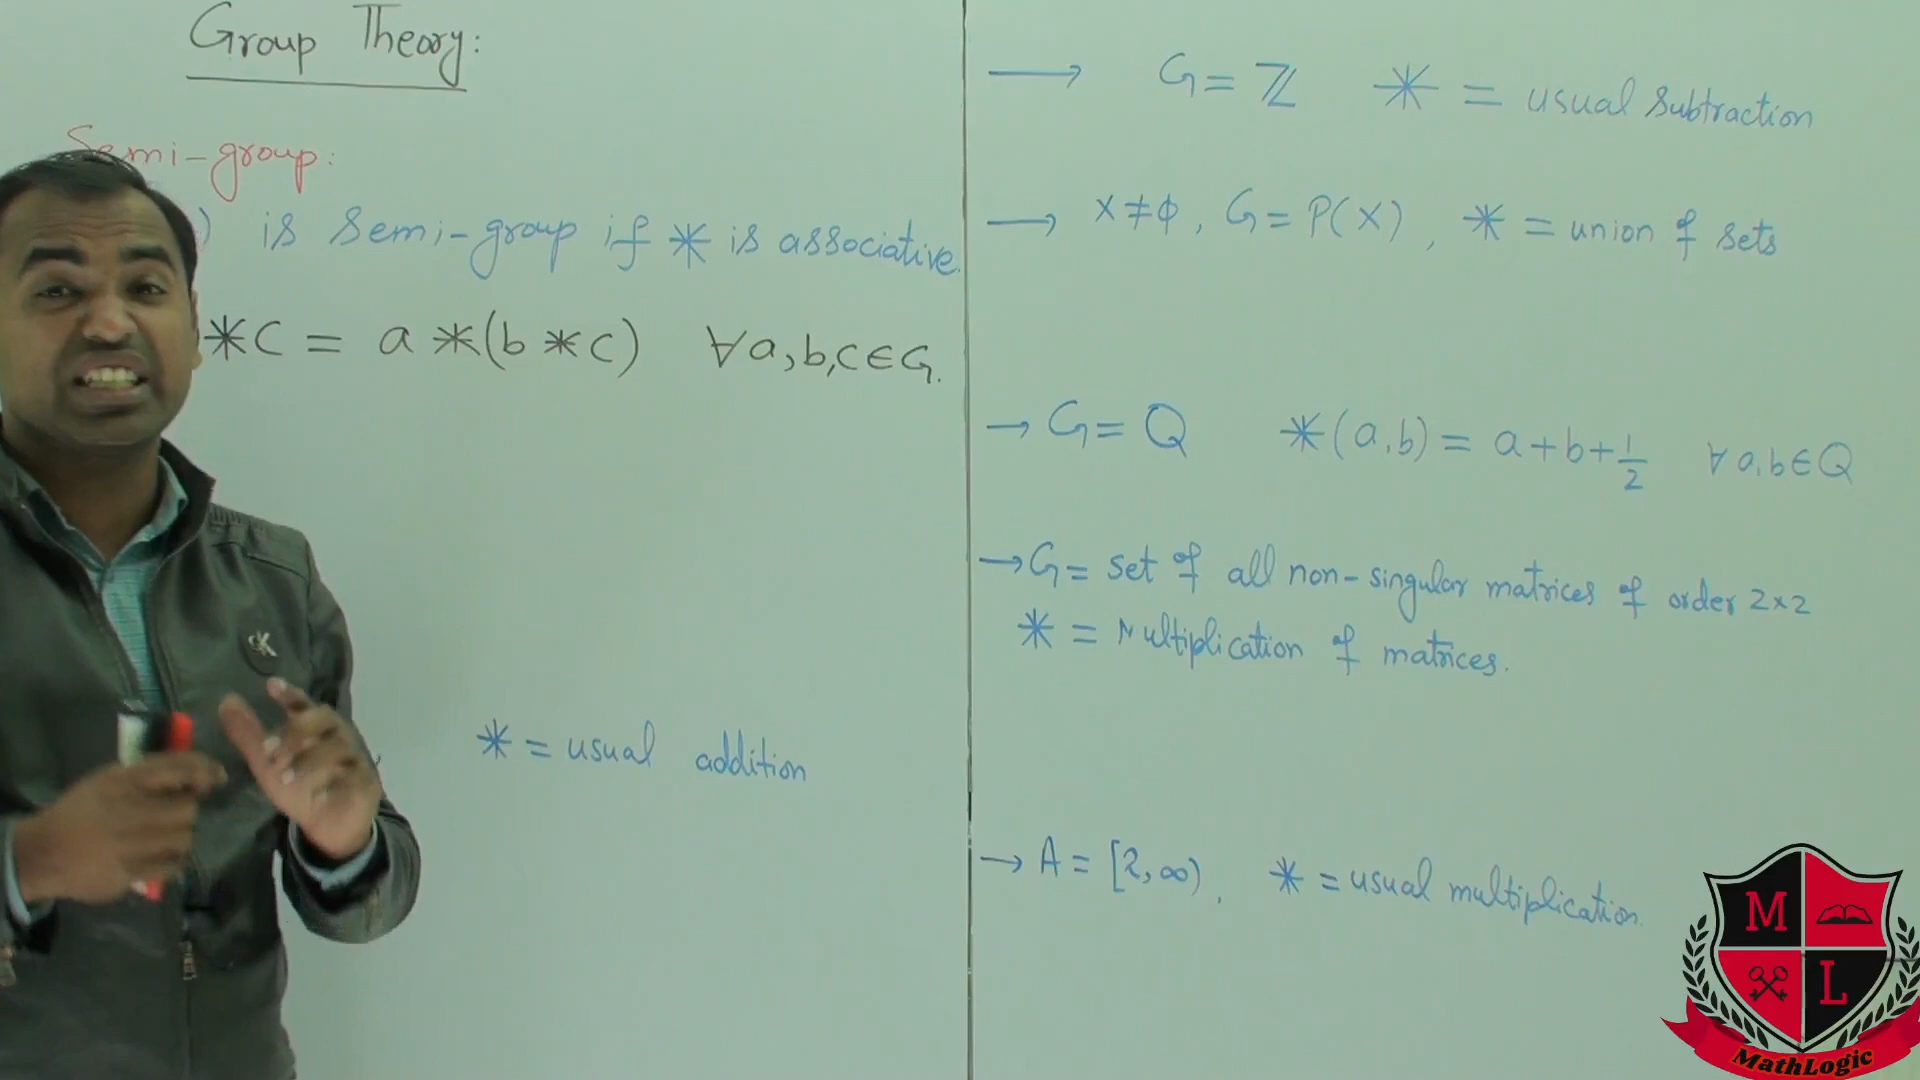 Group Theory:
Semi-group:
) is Semi-group if * is associative.
)*c = a*(b*c) ∀a,b,c∈G.
* = usual addition
→ G = ℤ * = usual Subtraction
→ X≠φ, G = P(X), * = union of sets
→ G = Q *(a,b) = a+b+1/2 ∀ a,b∈Q
→ G = set of all non-singular matrices of order 2×2
* = Multiplication of matrices.
→ A = [2,∞), * = usual multiplication.
CK
M
L
MathLogic